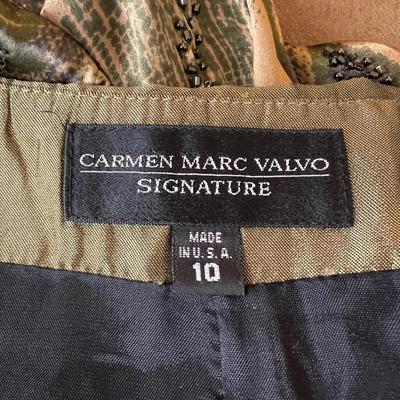 CARMEN MARC VALVO
SIGNATURE
MADE
IN U.S.A.
10